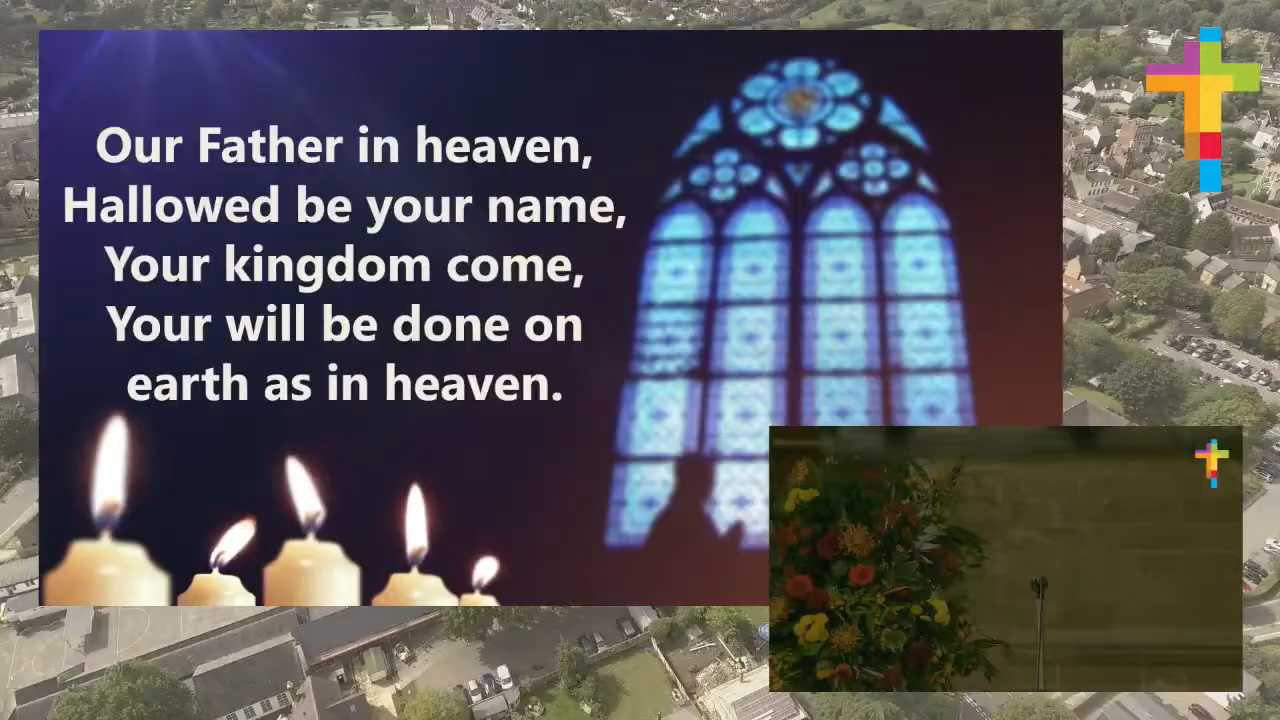 Our Father in heaven,
Hallowed be your name,
Your kingdom come,
Your will be done on
earth as in heaven.